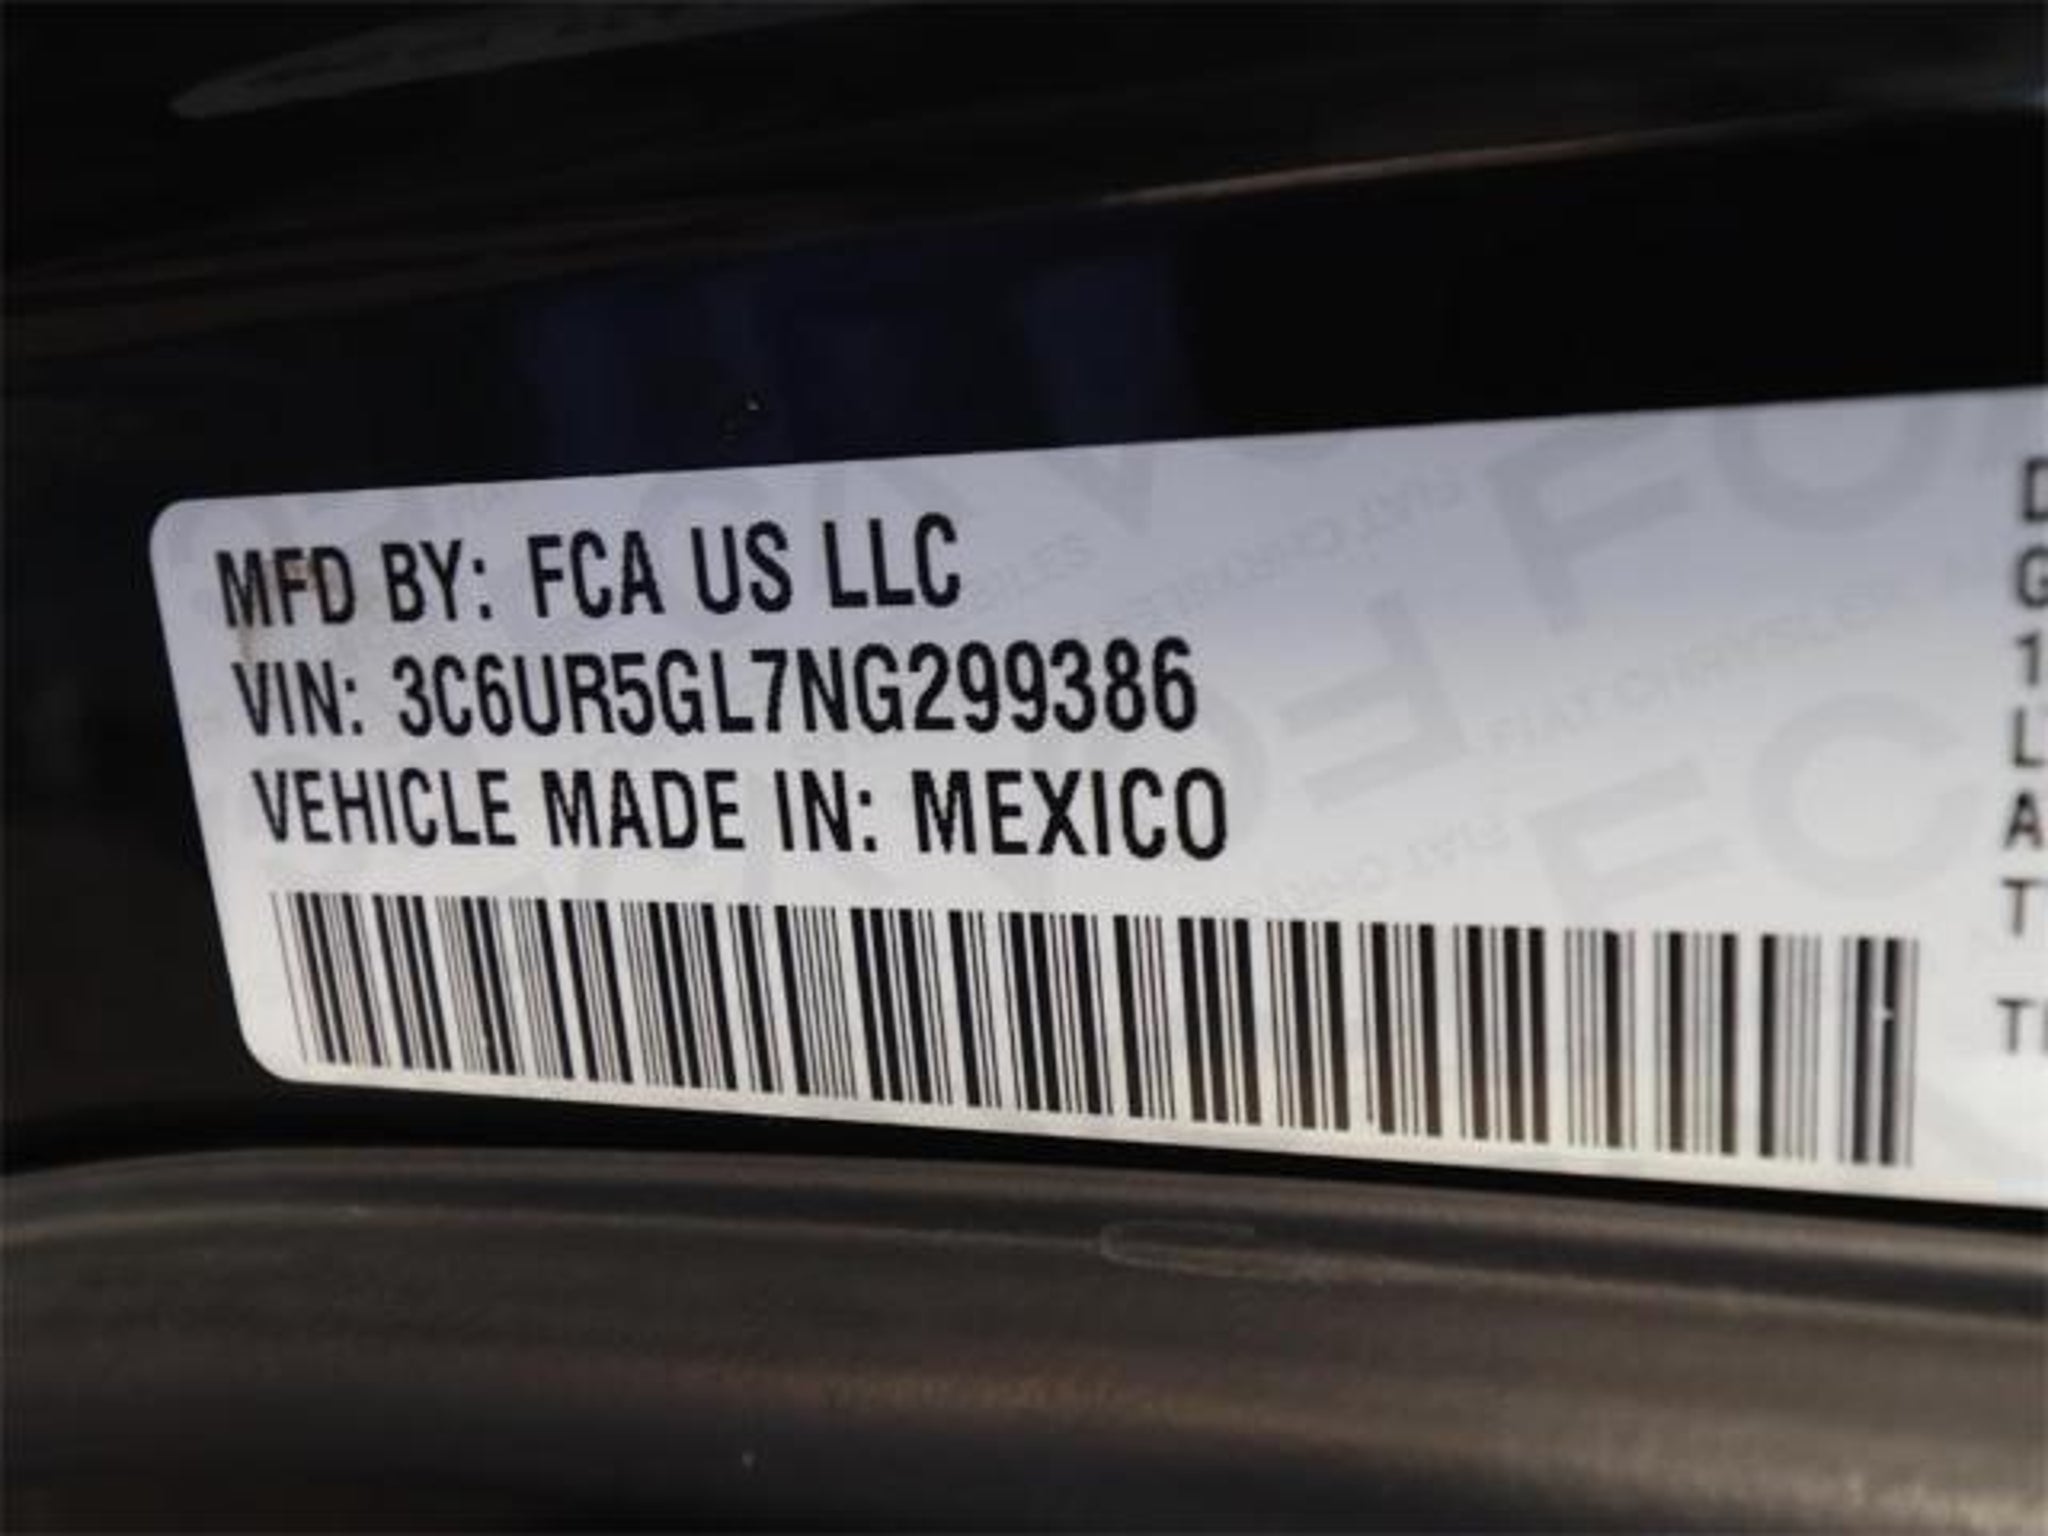 MFD BY: FCA US LLC
VIN: 3C6UR5GL7NG299386
VEHICLE MADE IN: MEXICO